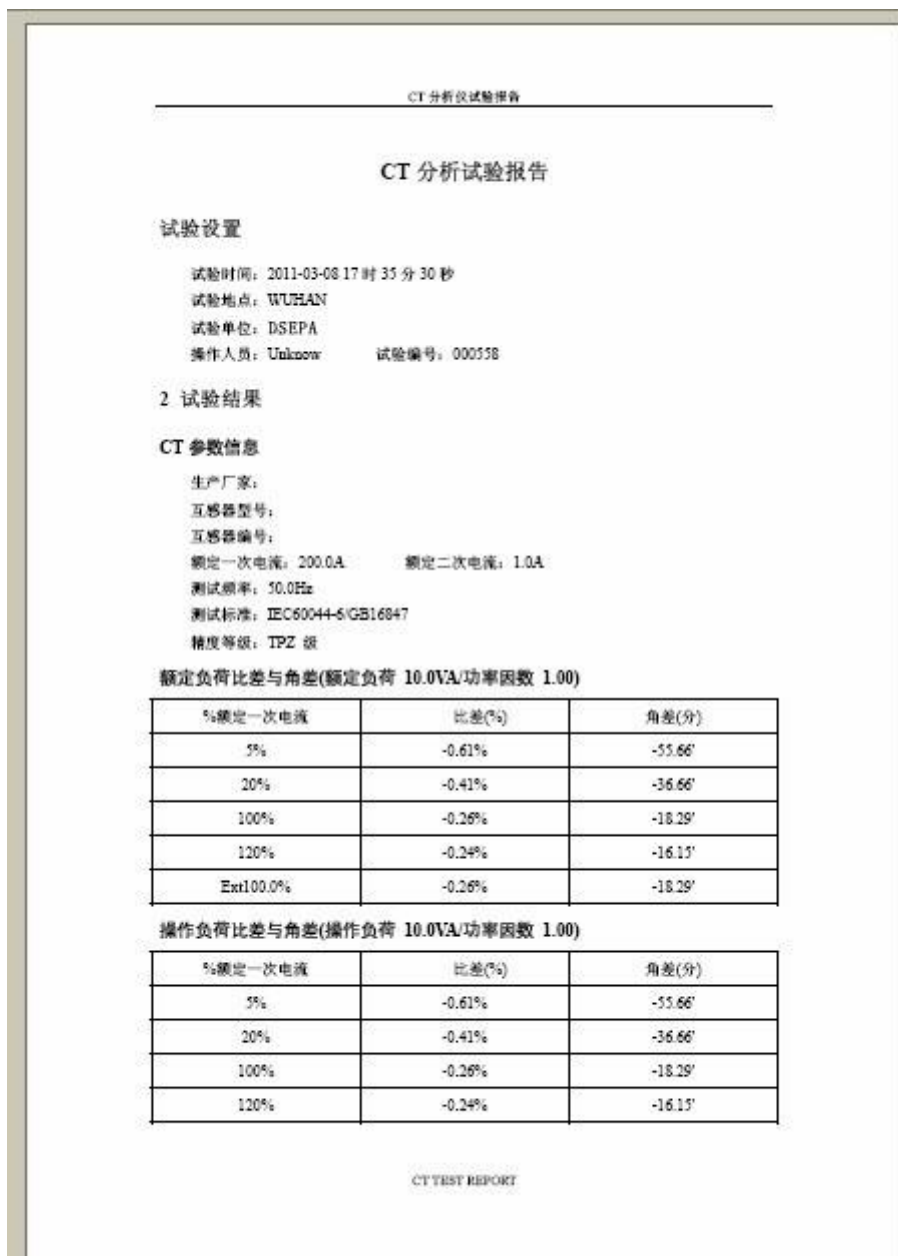 CT 分析仪试验报告
CT 分析试验报告
试验设置
试验时间：2011-03-08 17 时 35 分 30 秒
试验地点：WUHAN
试验单位：DSEPA
操作人员：Unknow 试验编号：000558
2 试验结果
CT 参数信息
生产厂家：
互感器型号：
互感器编号：
额定一次电流：200.0A 额定二次电流：1.0A
测试频率：50.0Hz
测试标准：IEC60044-6/GB16847
精度等级：TPZ 级
额定负荷比差与角差(额定负荷 10.0VA/功率因数 1.00)
%额定一次电流 比差(%) 角差(分)
5% -0.61% -55.66'
20% -0.41% -36.66'
100% -0.26% -18.29'
120% -0.24% -16.15'
Ext100.0% -0.26% -18.29'
操作负荷比差与角差(操作负荷 10.0VA/功率因数 1.00)
%额定一次电流 比差(%) 角差(分)
5% -0.61% -55.66'
20% -0.41% -36.66'
100% -0.26% -18.29'
120% -0.24% -16.15'
CT TEST REPORT